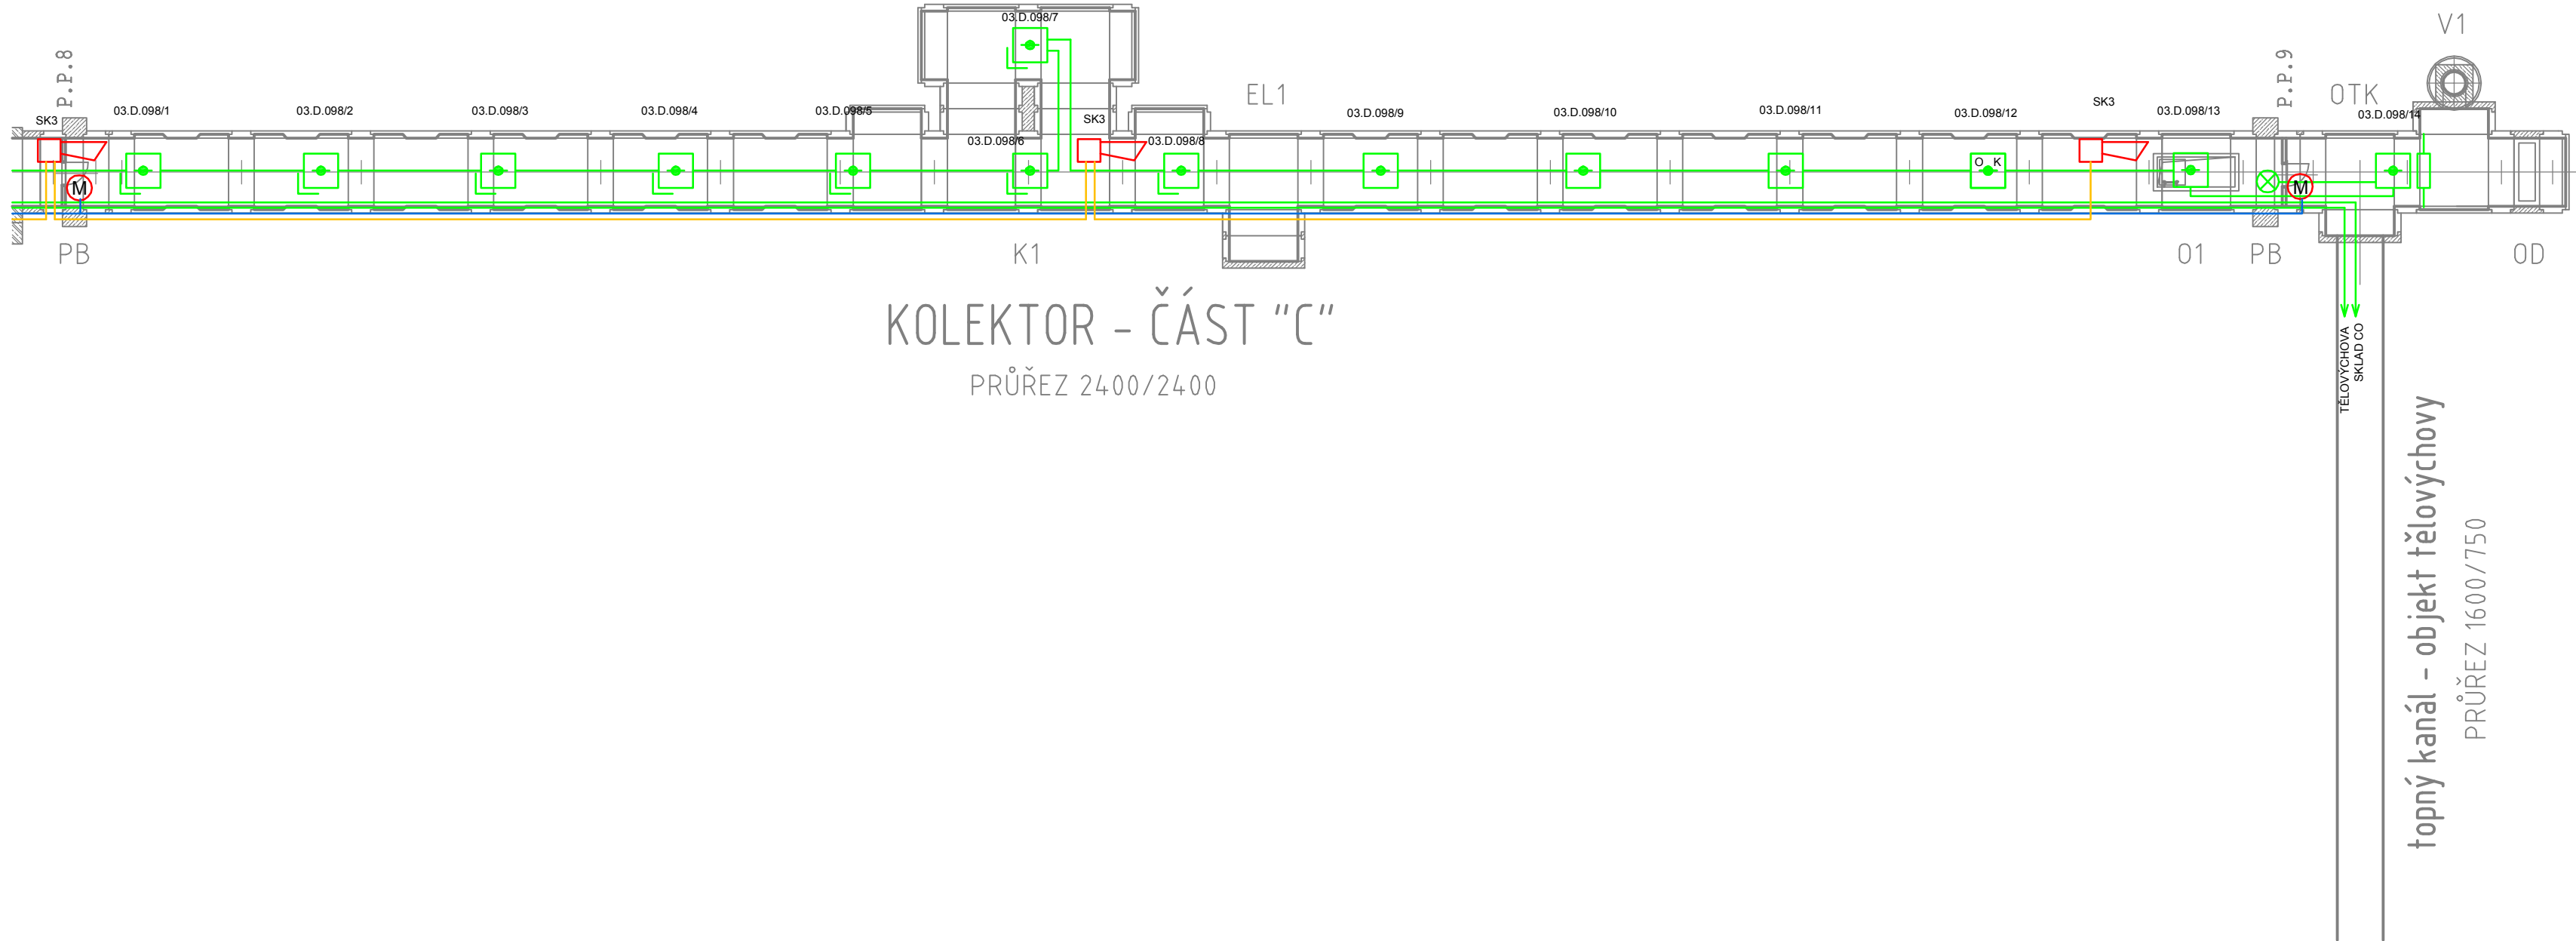 03.D.098/7
V1
P.P.8
P.P.9
EL1
OTK
SK3
03.D.098/1
03.D.098/2
03.D.098/3
03.D.098/4
03.D.098/5
SK3
03.D.098/9
03.D.098/10
03.D.098/11
03.D.098/12
SK3
03.D.098/13
03.D.098/14
03.D.098/6
03.D.098/8
O K
M
M
PB
K1
O1
PB
OD
KOLEKTOR - ČÁST "C"
PRŮŘEZ 2400/2400
TĚLOVÝCHOVA
SKLAD CO
topný kanál - objekt tělovýchovy
PRŮŘEZ 1600/750